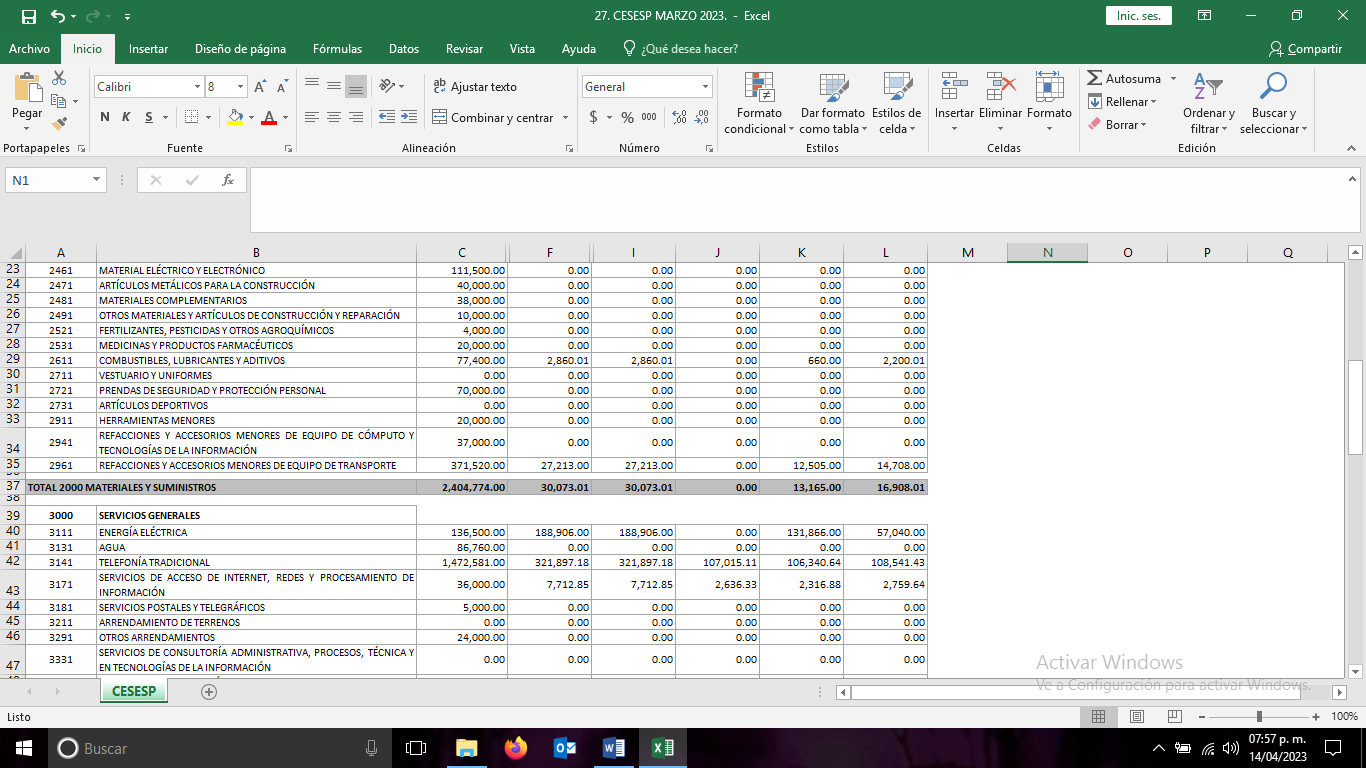 27. CESESP MARZO 2023. - Excel
Inic. ses.
Archivo Inicio Insertar Diseño de página Fórmulas Datos Revisar Vista Ayuda ¿Qué desea hacer? Compartir
Pegar
Calibri 8
N K S
Ajustar texto
Combinar y centrar
General
$ % 000
Formato condicional
Dar formato como tabla
Estilos de celda
Insertar Eliminar Formato
Autosuma
Rellenar
Borrar
Ordenar y filtrar
Buscar y seleccionar
Portapapeles Fuente Alineación Número Estilos Celdas Edición
N1 fx
A B C F I J K L M N O P Q
23 2461 MATERIAL ELÉCTRICO Y ELECTRÓNICO 111,500.00 0.00 0.00 0.00 0.00 0.00
24 2471 ARTÍCULOS METÁLICOS PARA LA CONSTRUCCIÓN 40,000.00 0.00 0.00 0.00 0.00 0.00
25 2481 MATERIALES COMPLEMENTARIOS 38,000.00 0.00 0.00 0.00 0.00 0.00
26 2491 OTROS MATERIALES Y ARTÍCULOS DE CONSTRUCCIÓN Y REPARACIÓN 10,000.00 0.00 0.00 0.00 0.00 0.00
27 2521 FERTILIZANTES, PESTICIDAS Y OTROS AGROQUÍMICOS 4,000.00 0.00 0.00 0.00 0.00 0.00
28 2531 MEDICINAS Y PRODUCTOS FARMACÉUTICOS 20,000.00 0.00 0.00 0.00 0.00 0.00
29 2611 COMBUSTIBLES, LUBRICANTES Y ADITIVOS 77,400.00 2,860.01 2,860.01 0.00 660.00 2,200.01
30 2711 VESTUARIO Y UNIFORMES 0.00 0.00 0.00 0.00 0.00 0.00
31 2721 PRENDAS DE SEGURIDAD Y PROTECCIÓN PERSONAL 70,000.00 0.00 0.00 0.00 0.00 0.00
32 2731 ARTÍCULOS DEPORTIVOS 0.00 0.00 0.00 0.00 0.00 0.00
33 2911 HERRAMIENTAS MENORES 20,000.00 0.00 0.00 0.00 0.00 0.00
34 2941 REFACCIONES Y ACCESORIOS MENORES DE EQUIPO DE CÓMPUTO Y
TECNOLOGÍAS DE LA INFORMACIÓN 37,000.00 0.00 0.00 0.00 0.00 0.00
35 2961 REFACCIONES Y ACCESORIOS MENORES DE EQUIPO DE TRANSPORTE 371,520.00 27,213.00 27,213.00 0.00 12,505.00 14,708.00
37 TOTAL 2000 MATERIALES Y SUMINISTROS 2,404,774.00 30,073.01 30,073.01 0.00 13,165.00 16,908.01
38
39 3000 SERVICIOS GENERALES
40 3111 ENERGÍA ELÉCTRICA 136,500.00 188,906.00 188,906.00 0.00 131,866.00 57,040.00
41 3131 AGUA 86,760.00 0.00 0.00 0.00 0.00 0.00
42 3141 TELEFONÍA TRADICIONAL 1,472,581.00 321,897.18 321,897.18 107,015.11 106,340.64 108,541.43
43 3171 SERVICIOS DE ACCESO DE INTERNET, REDES Y PROCESAMIENTO DE
INFORMACIÓN 36,000.00 7,712.85 7,712.85 2,636.33 2,316.88 2,759.64
44 3181 SERVICIOS POSTALES Y TELEGRÁFICOS 5,000.00 0.00 0.00 0.00 0.00 0.00
45 3211 ARRENDAMIENTO DE TERRENOS 0.00 0.00 0.00 0.00 0.00 0.00
46 3291 OTROS ARRENDAMIENTOS 24,000.00 0.00 0.00 0.00 0.00 0.00
47 3331 SERVICIOS DE CONSULTORÍA ADMINISTRATIVA, PROCESOS, TÉCNICA Y
EN TECNOLOGÍAS DE LA INFORMACIÓN 0.00 0.00 0.00 0.00 0.00 0.00
Activar Windows
Ve a Configuración para activar Windows.
CESESP
Listo
100%
Buscar
07:57 p. m.
14/04/2023